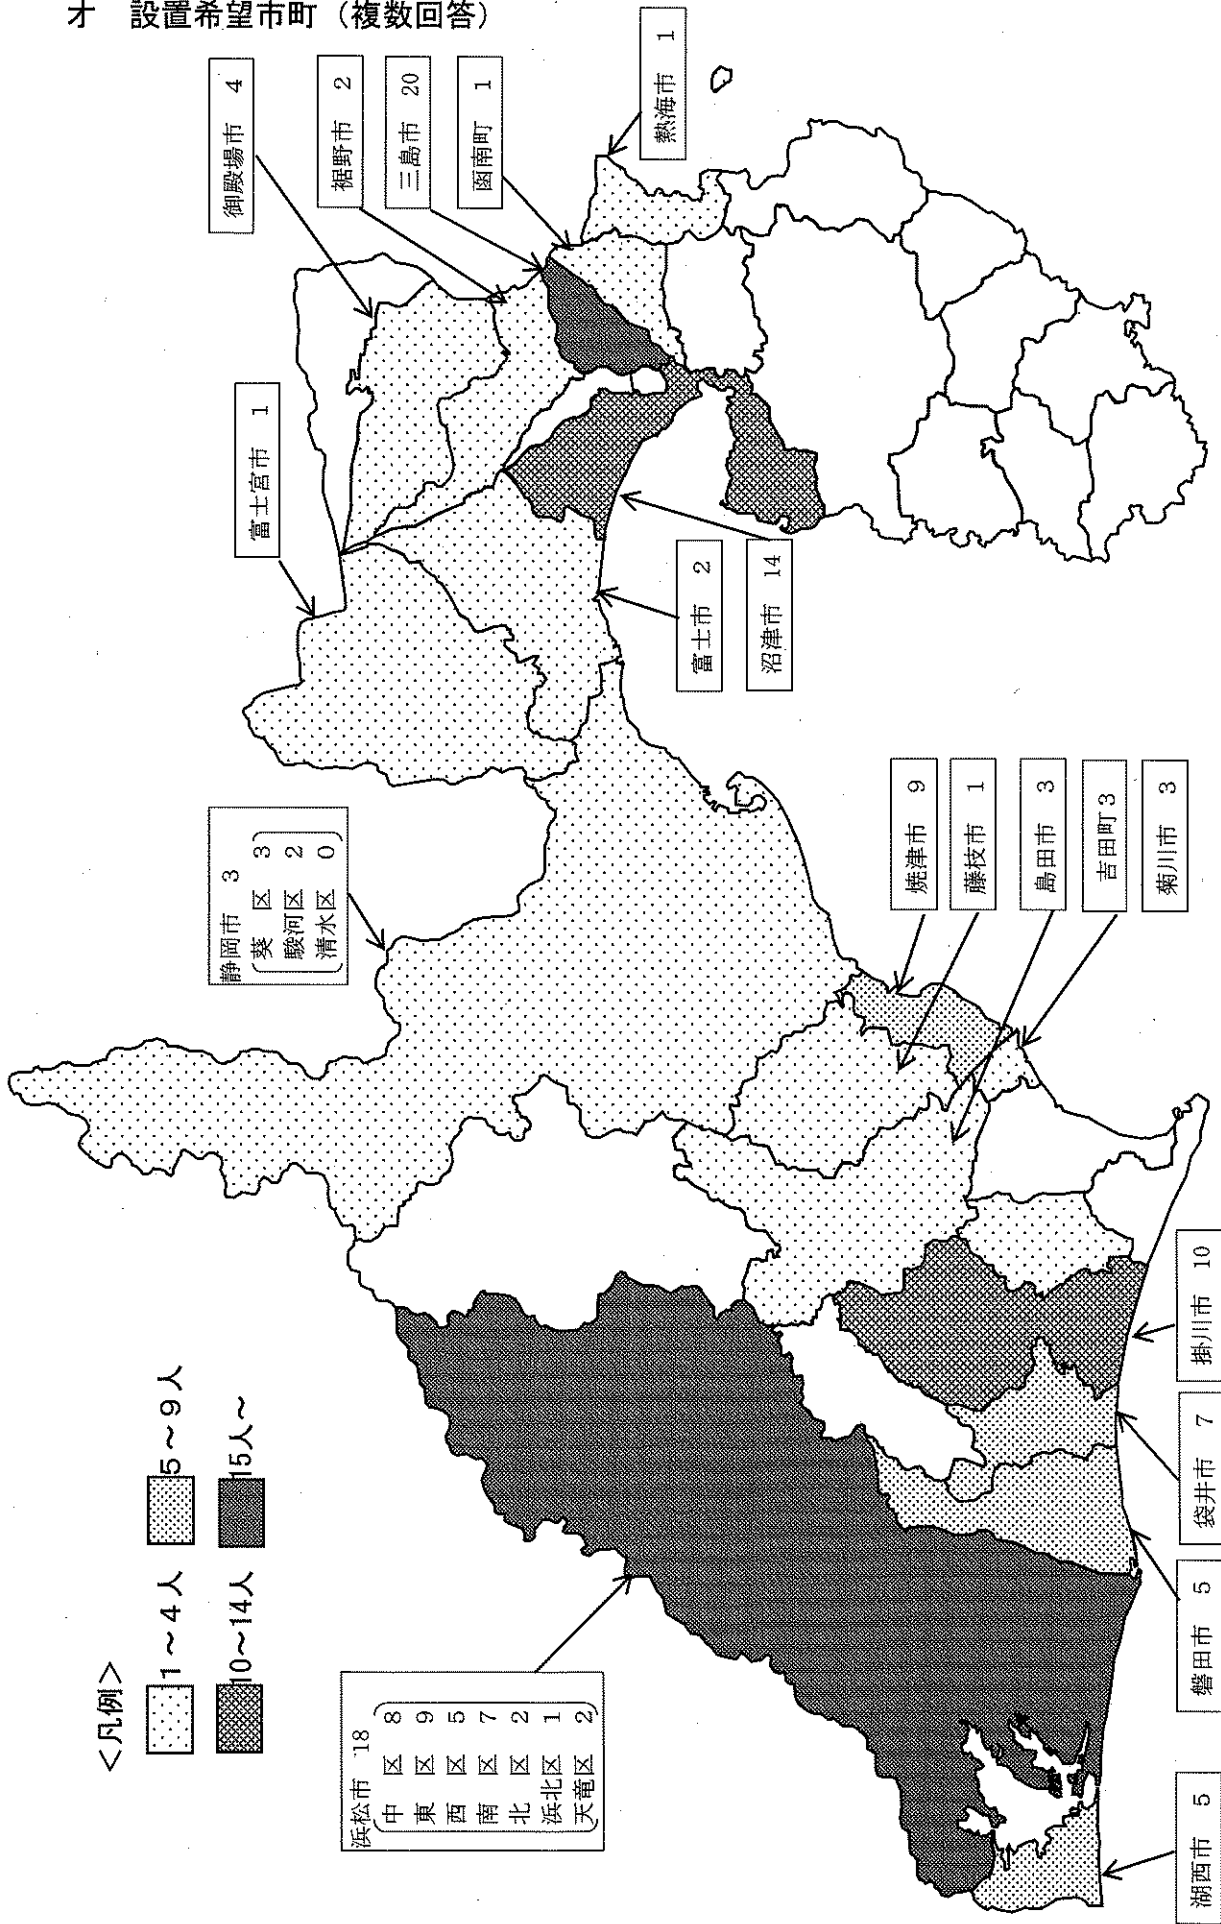 オ　設置希望市町（複数回答）
＜凡例＞
1～4人
5～9人
10～14人
15人～
浜松市　18
中　区　8
東　区　9
西　区　5
南　区　7
北　区　2
浜北区　1
天竜区　2
静岡市　3
葵　区　3
駿河区　2
清水区　0
富士宮市　1
御殿場市　4
裾野市　2
三島市　20
函南町　1
熱海市　1
富士市　2
沼津市　14
焼津市　9
藤枝市　1
島田市　3
吉田町3
菊川市　3
掛川市　10
袋井市　7
磐田市　5
湖西市　5